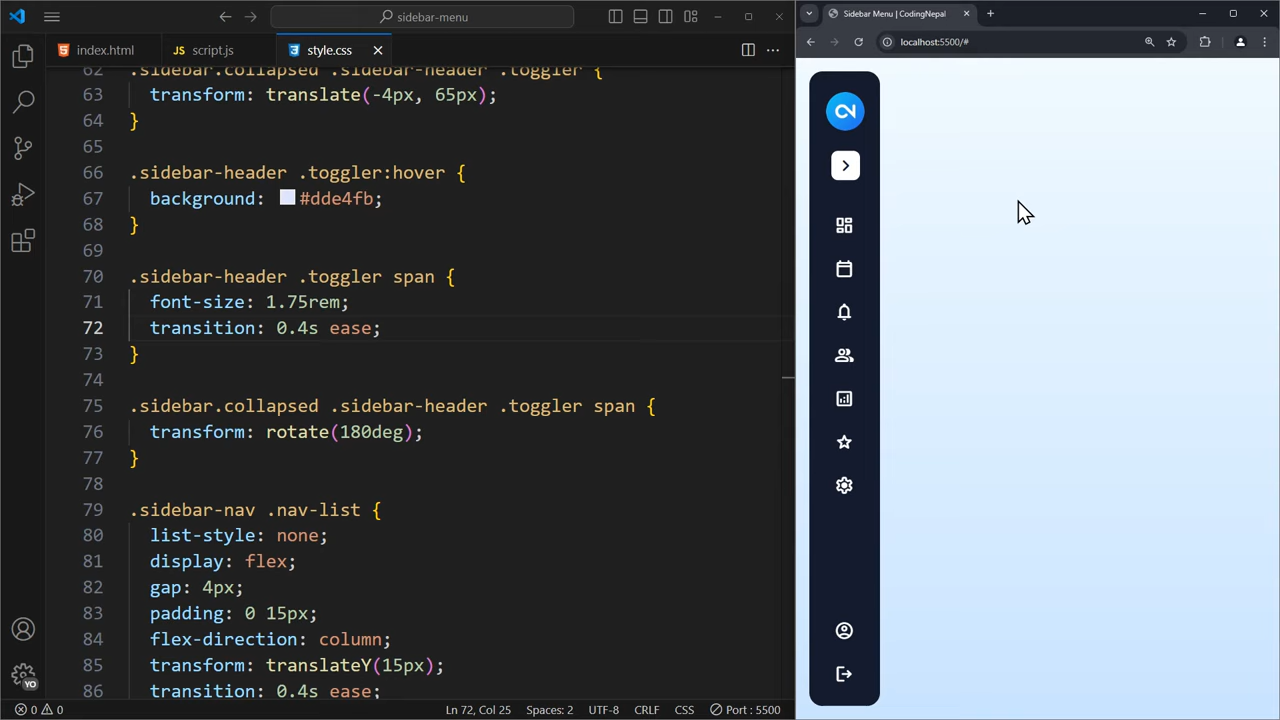 sidebar-menu
index.html
script.js
style.css
62 .sidebar.collapsed .sidebar-header .toggler {
63 transform: translate(-4px, 65px);
64 }
65
66 .sidebar-header .toggler:hover {
67 background: #dde4fb;
68 }
69
70 .sidebar-header .toggler span {
71 font-size: 1.75rem;
72 transition: 0.4s ease;
73 }
74
75 .sidebar.collapsed .sidebar-header .toggler span {
76 transform: rotate(180deg);
77 }
78
79 .sidebar-nav .nav-list {
80 list-style: none;
81 display: flex;
82 gap: 4px;
83 padding: 0 15px;
84 flex-direction: column;
85 transform: translateY(15px);
86 transition: 0.4s ease;
YO
0 0
Ln 72, Col 25
Spaces: 2
UTF-8
CRLF
CSS
Port : 5500
Sidebar Menu | CodingNepal
localhost:5500/#